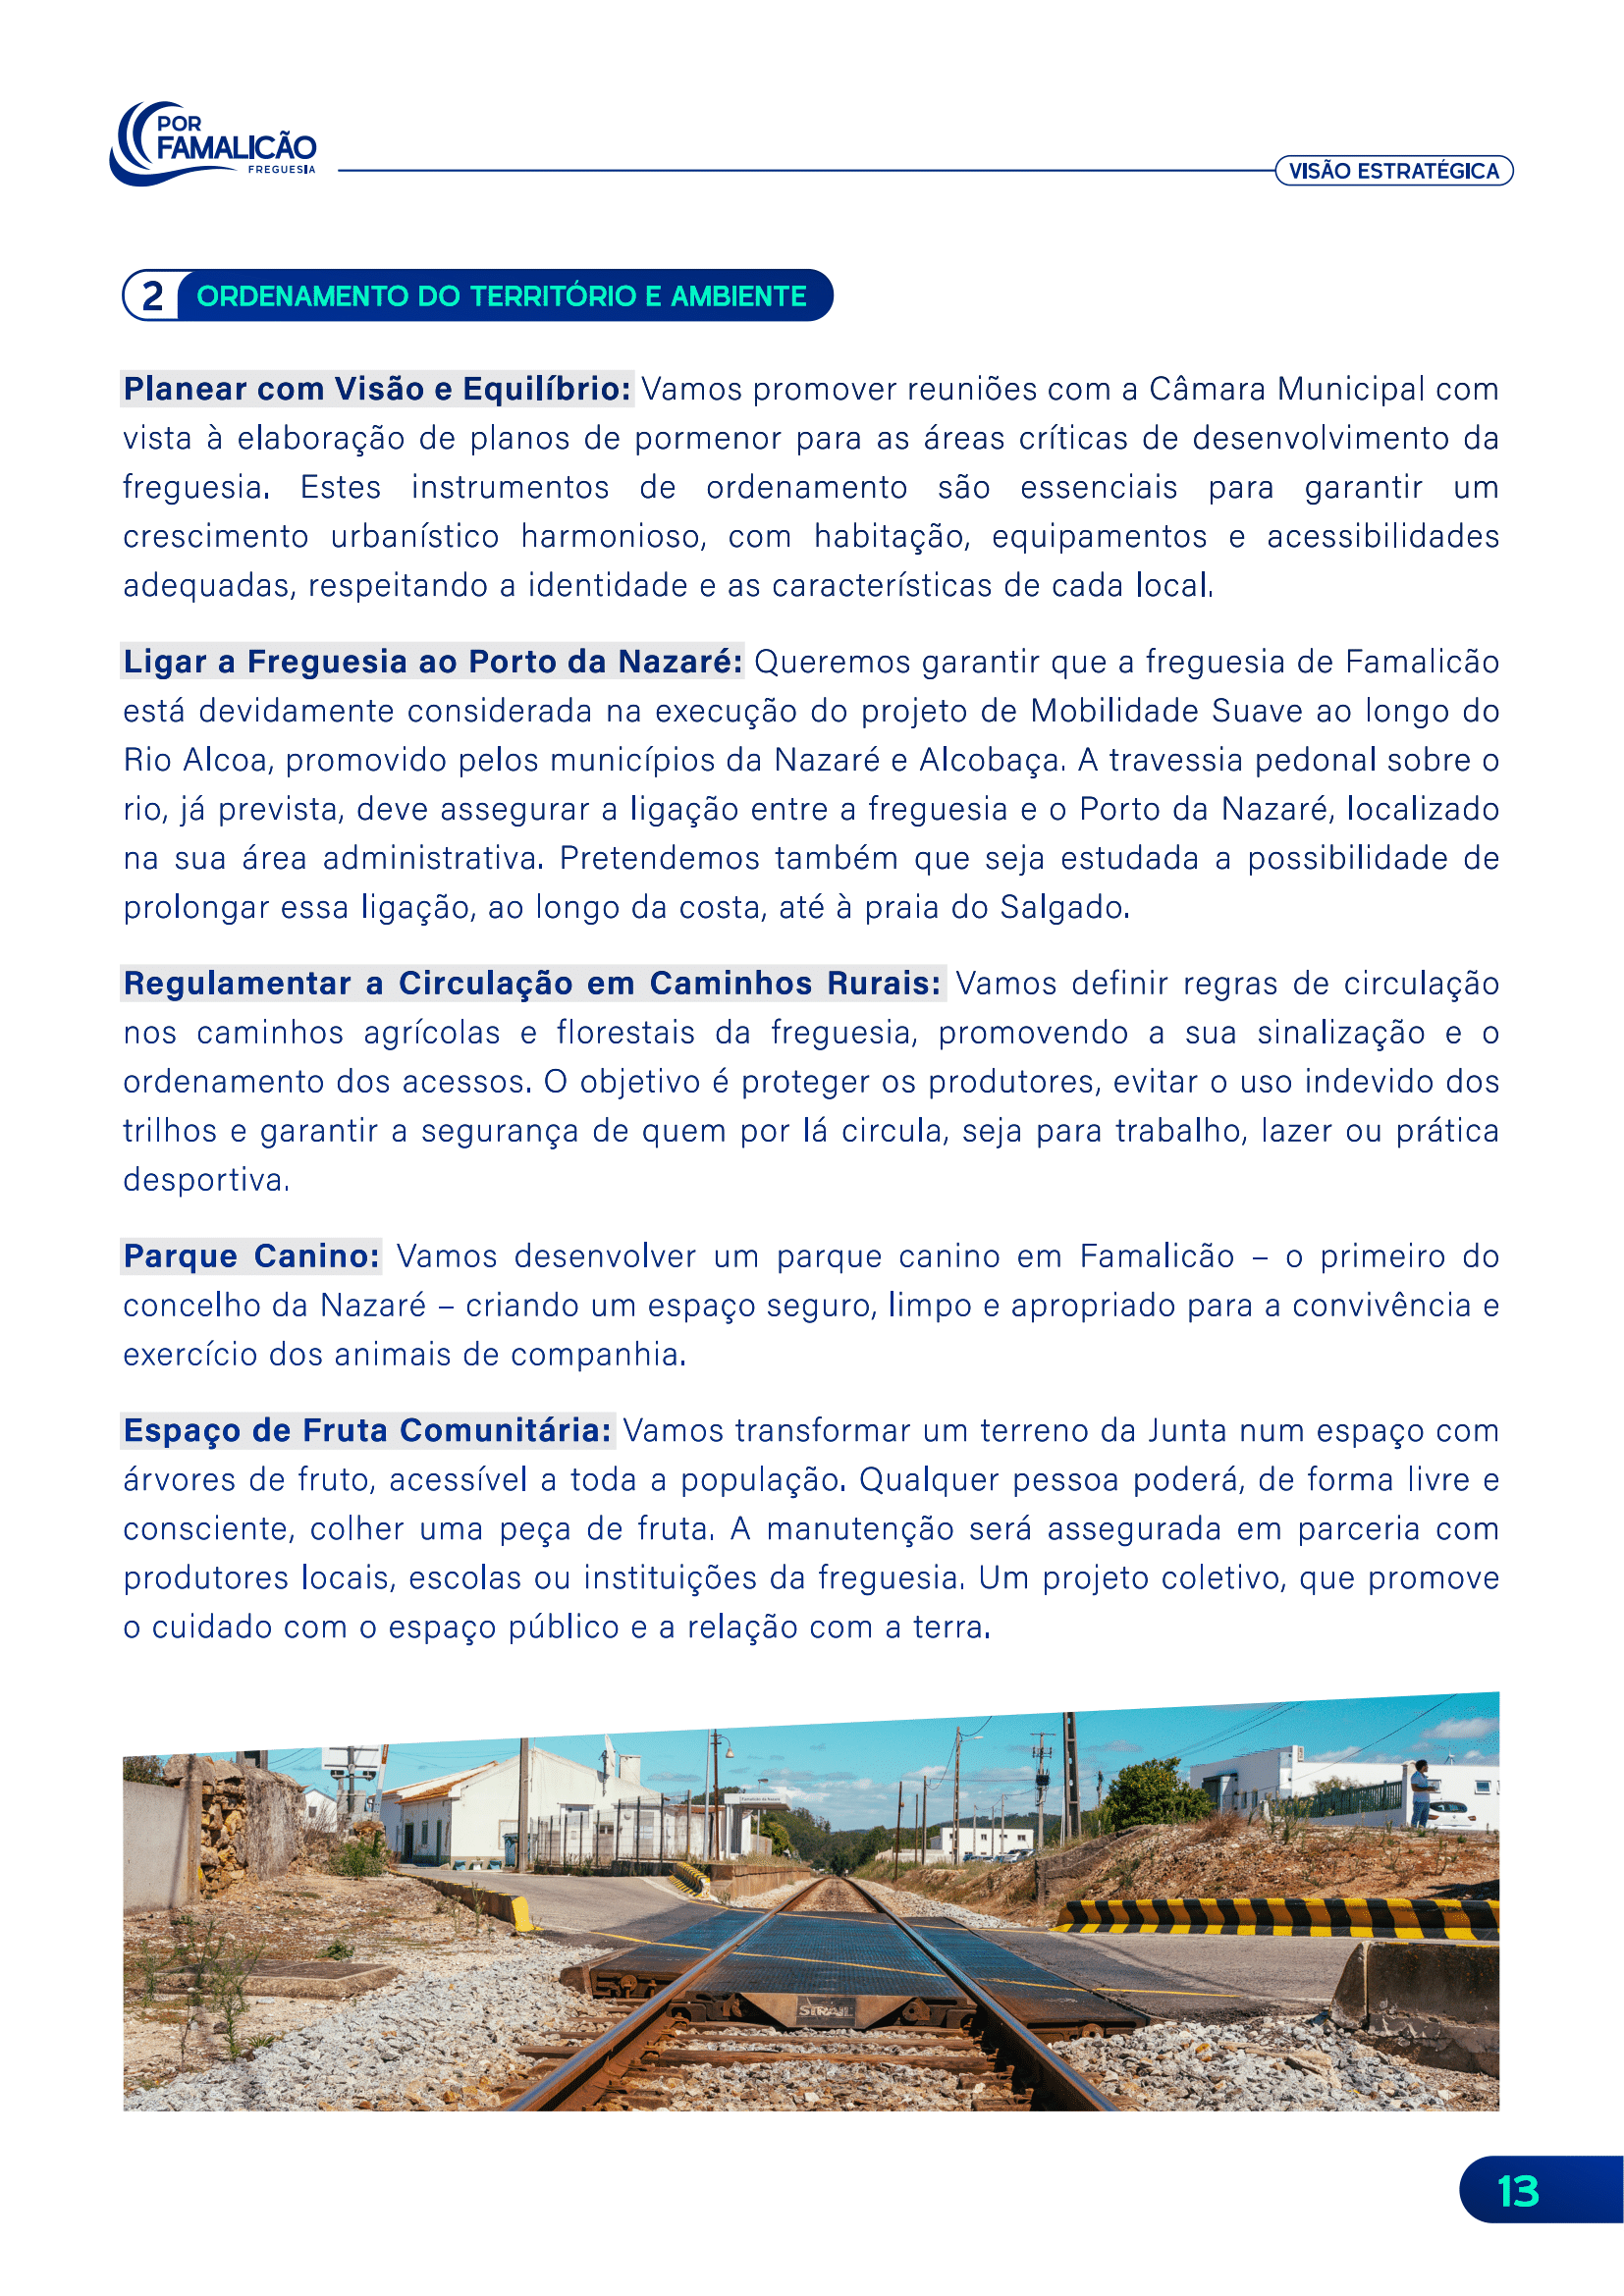 POR
FAMALICÃO
FREGUESIA
VISÃO ESTRATÉGICA
2 ORDENAMENTO DO TERRITÓRIO E AMBIENTE
Planear com Visão e Equilíbrio: Vamos promover reuniões com a Câmara Municipal com
vista à elaboração de planos de pormenor para as áreas críticas de desenvolvimento da
freguesia. Estes instrumentos de ordenamento são essenciais para garantir um
crescimento urbanístico harmonioso, com habitação, equipamentos e acessibilidades
adequadas, respeitando a identidade e as características de cada local.
Ligar a Freguesia ao Porto da Nazaré: Queremos garantir que a freguesia de Famalicão
está devidamente considerada na execução do projeto de Mobilidade Suave ao longo do
Rio Alcoa, promovido pelos municípios da Nazaré e Alcobaça. A travessia pedonal sobre o
rio, já prevista, deve assegurar a ligação entre a freguesia e o Porto da Nazaré, localizado
na sua área administrativa. Pretendemos também que seja estudada a possibilidade de
prolongar essa ligação, ao longo da costa, até à praia do Salgado.
Regulamentar a Circulação em Caminhos Rurais: Vamos definir regras de circulação
nos caminhos agrícolas e florestais da freguesia, promovendo a sua sinalização e o
ordenamento dos acessos. O objetivo é proteger os produtores, evitar o uso indevido dos
trilhos e garantir a segurança de quem por lá circula, seja para trabalho, lazer ou prática
desportiva.
Parque Canino: Vamos desenvolver um parque canino em Famalicão – o primeiro do
concelho da Nazaré – criando um espaço seguro, limpo e apropriado para a convivência e
exercício dos animais de companhia.
Espaço de Fruta Comunitária: Vamos transformar um terreno da Junta num espaço com
árvores de fruto, acessível a toda a população. Qualquer pessoa poderá, de forma livre e
consciente, colher uma peça de fruta. A manutenção será assegurada em parceria com
produtores locais, escolas ou instituições da freguesia. Um projeto coletivo, que promove
o cuidado com o espaço público e a relação com a terra.
Famalicão da Nazaré
STRAIL
13